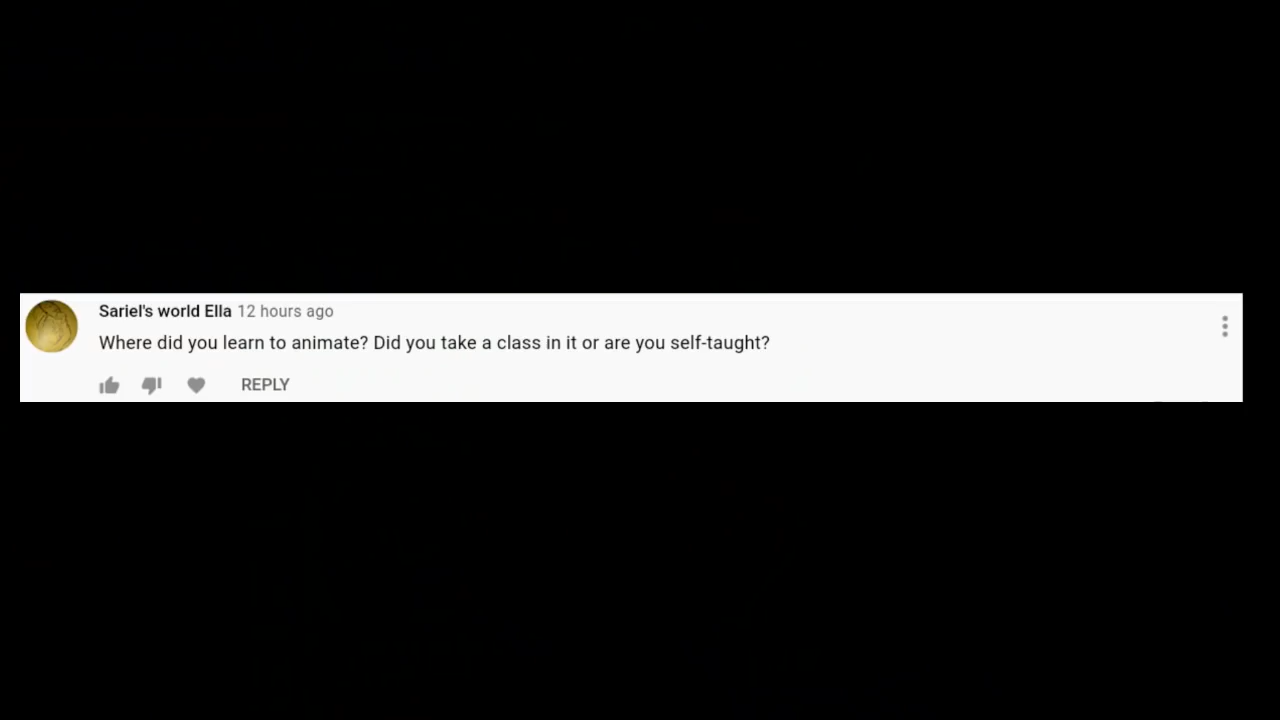 Sariel's world Ella 12 hours ago
Where did you learn to animate? Did you take a class in it or are you self-taught?
REPLY